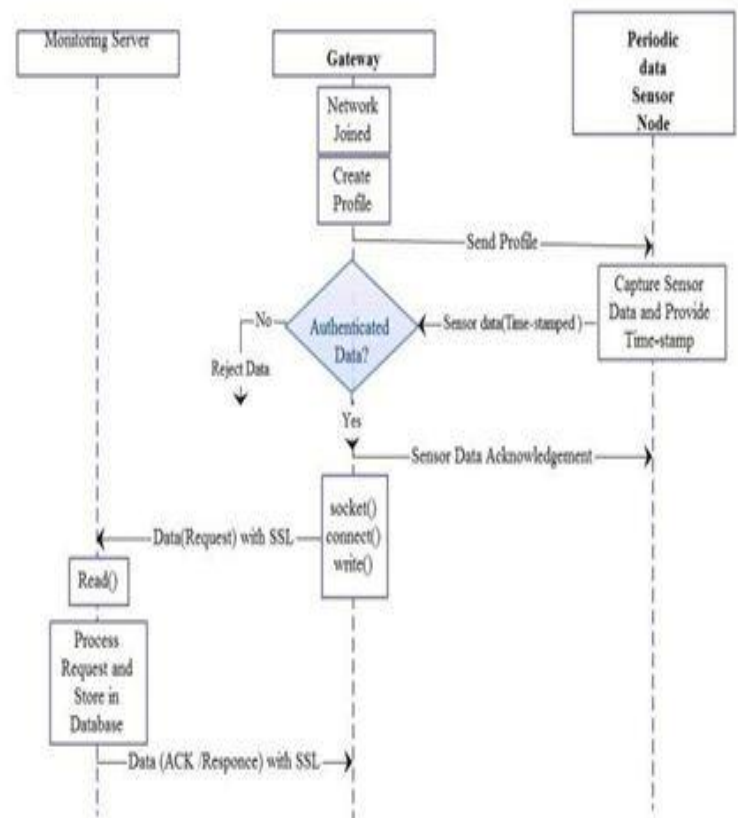 Monitoring Server
Gateway
Periodic
data
Sensor
Node
Network
Joined
Create
Profile
Send Profile
Capture Sensor
Data and Provide
Time-stamp
Sensor data(Time-stamped )
Authenticated
Data?
No
Reject Data
Yes
Sensor Data Acknowledgement
socket()
connect()
write()
Data(Request) with SSL
Read()
Process
Request and
Store in
Database
Data (ACK /Responce) with SSL